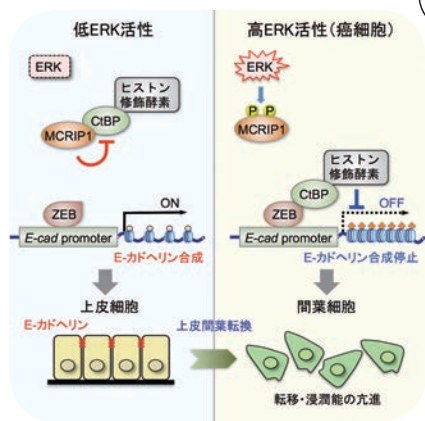 低ERK活性
ERK
ヒストン
修飾酵素
CtBP
MCRIP1
ZEB
ON
E-cad promoter
E-カドヘリン合成
上皮細胞
E-カドヘリン
高ERK活性(癌細胞)
ERK
P P
MCRIP1
ヒストン
修飾酵素
CtBP
ZEB
OFF
E-cad promoter
E-カドヘリン合成停止
間葉細胞
上皮間葉転換
転移・浸潤能の亢進